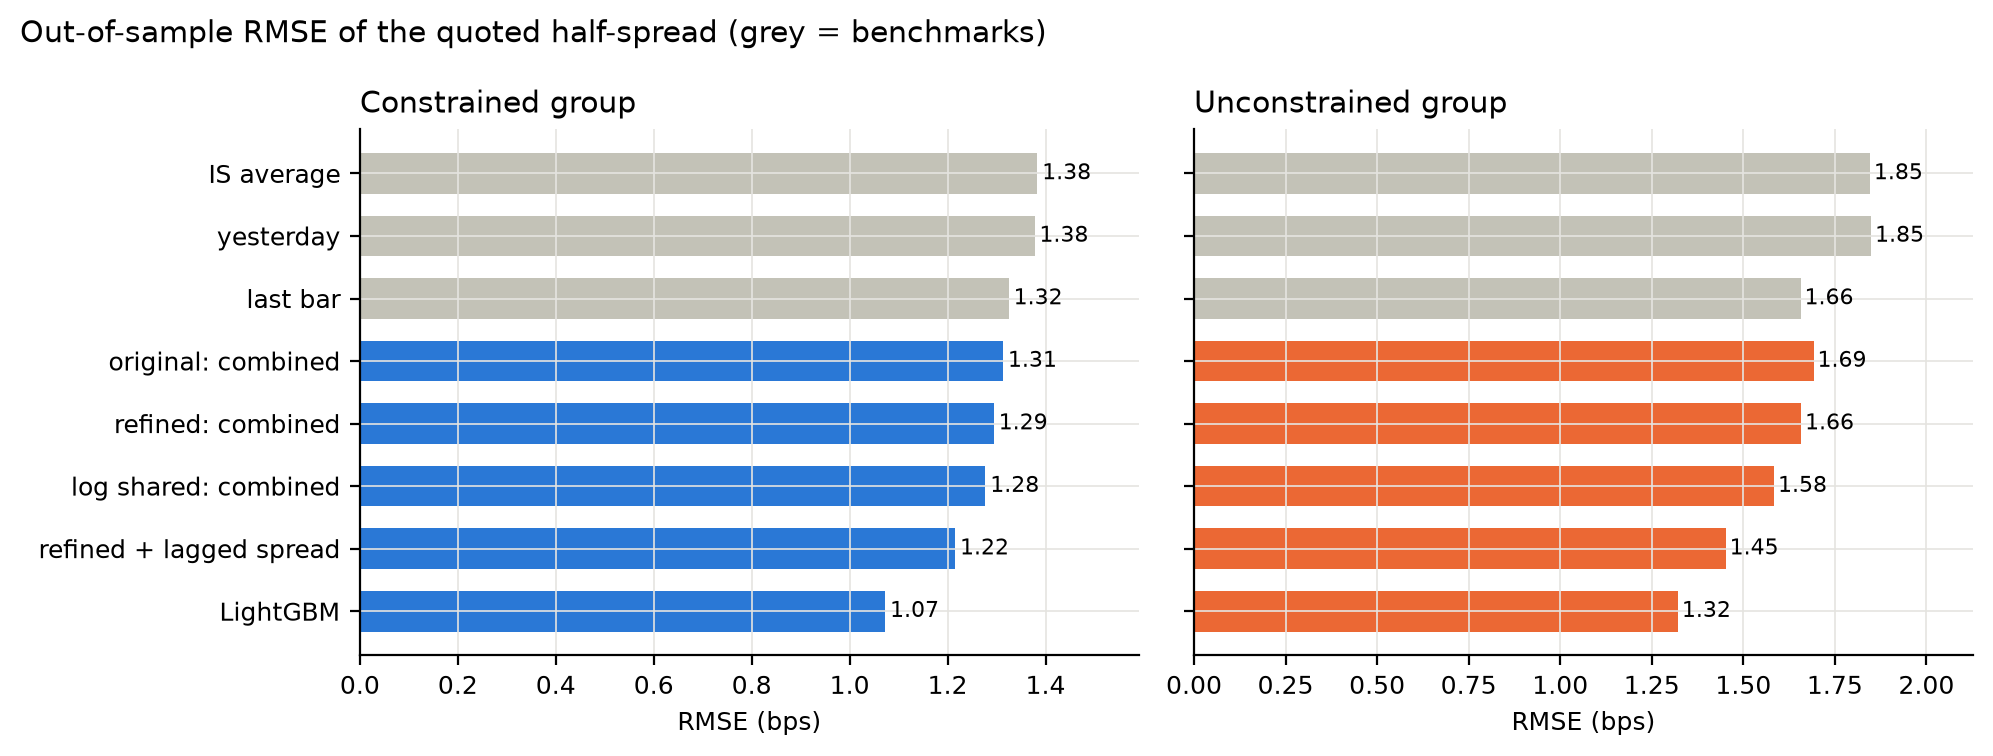 Out-of-sample RMSE of the quoted half-spread (grey = benchmarks)
Constrained group
IS average
yesterday
last bar
original: combined
refined: combined
log shared: combined
refined + lagged spread
LightGBM
1.38
1.38
1.32
1.31
1.29
1.28
1.22
1.07
0.0 0.2 0.4 0.6 0.8 1.0 1.2 1.4
RMSE (bps)
Unconstrained group
1.85
1.85
1.66
1.69
1.66
1.58
1.45
1.32
0.00 0.25 0.50 0.75 1.00 1.25 1.50 1.75 2.00
RMSE (bps)